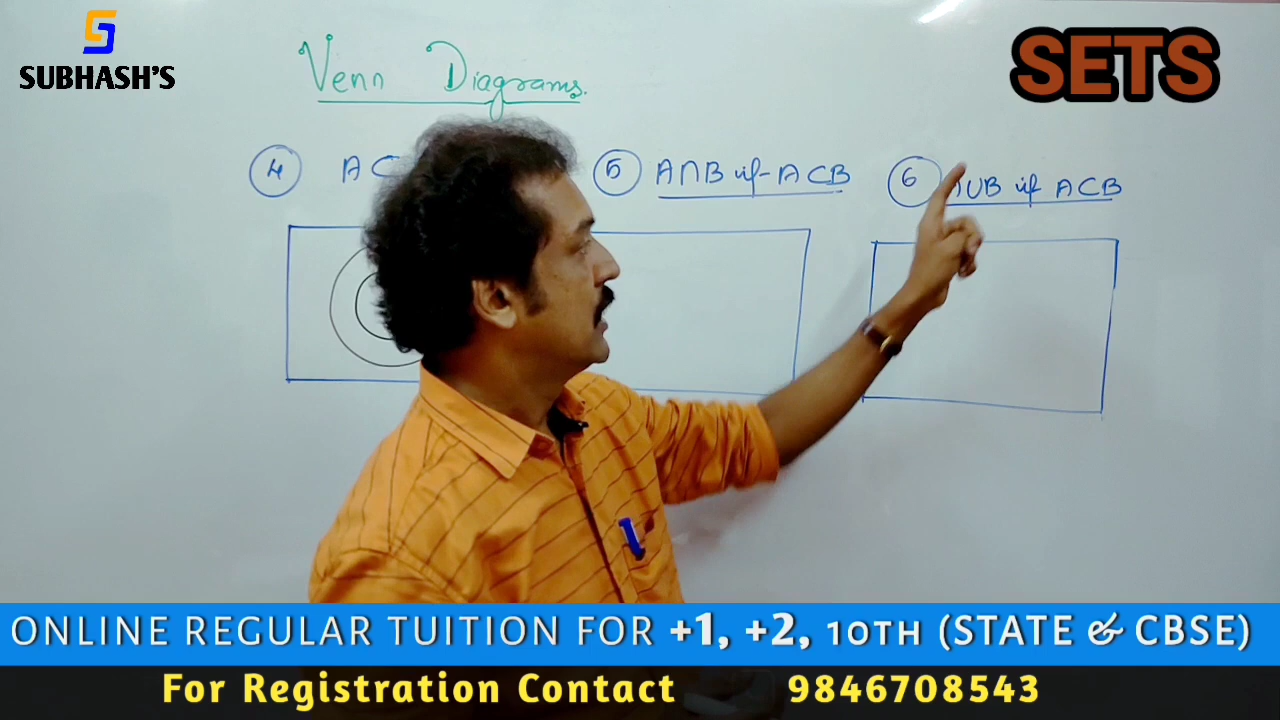 SUBHASH'S
SETS
Venn Diagrams.
4 A ⊂
5 A∩B if A⊂B
6 A∪B if A⊂B
ONLINE REGULAR TUITION FOR +1, +2, 10TH (STATE & CBSE)
For Registration Contact 9846708543